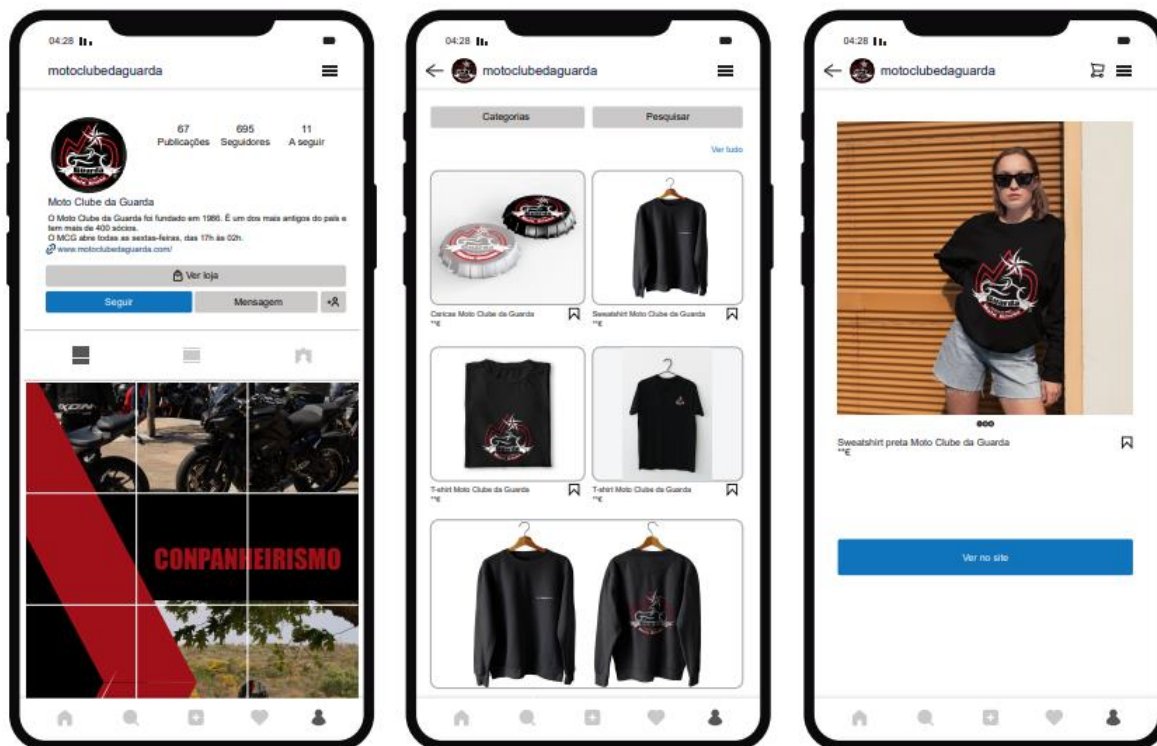 04:28
motoclubedaguarda
67 695 11
Publicações Seguidores A seguir
Guarda
Moto Clube da Guarda
O Moto Clube da Guarda foi fundado em 1986. É um dos mais antigos do país e
tem mais de 400 sócios.
O MCG abre todas as sextas-feiras, das 17h às 02h.
www.motoclubedaguarda.com/
Ver loja
Seguir Mensagem
CONPANHEIRISMO
04:28
motoclubedaguarda
Categorias Pesquisar
Ver tudo
Caricas Moto Clube da Guarda
**€
Sweatshirt Moto Clube da Guarda
**€
T-shirt Moto Clube da Guarda
**€
T-shirt Moto Clube da Guarda
**€
04:28
motoclubedaguarda
Guarda
Sweatshirt preta Moto Clube da Guarda
**€
Ver no site